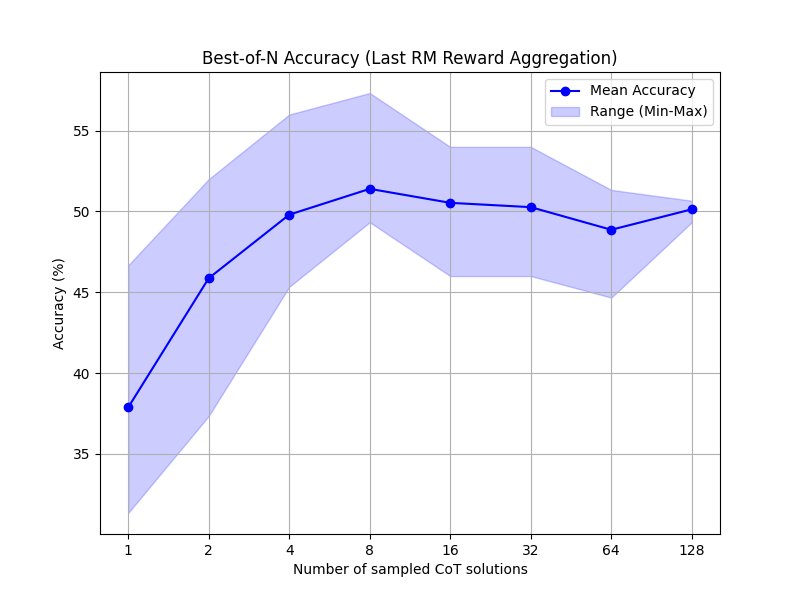 Best-of-N Accuracy (Last RM Reward Aggregation)
Mean Accuracy
Range (Min-Max)
Accuracy (%)
55
50
45
40
35
1 2 4 8 16 32 64 128
Number of sampled CoT solutions